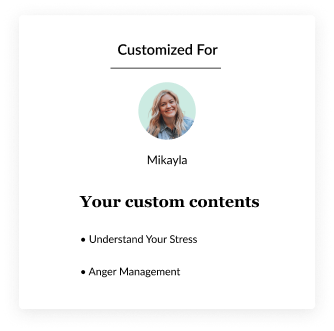 Customized For
Mikayla
Your custom contents
• Understand Your Stress
• Anger Management